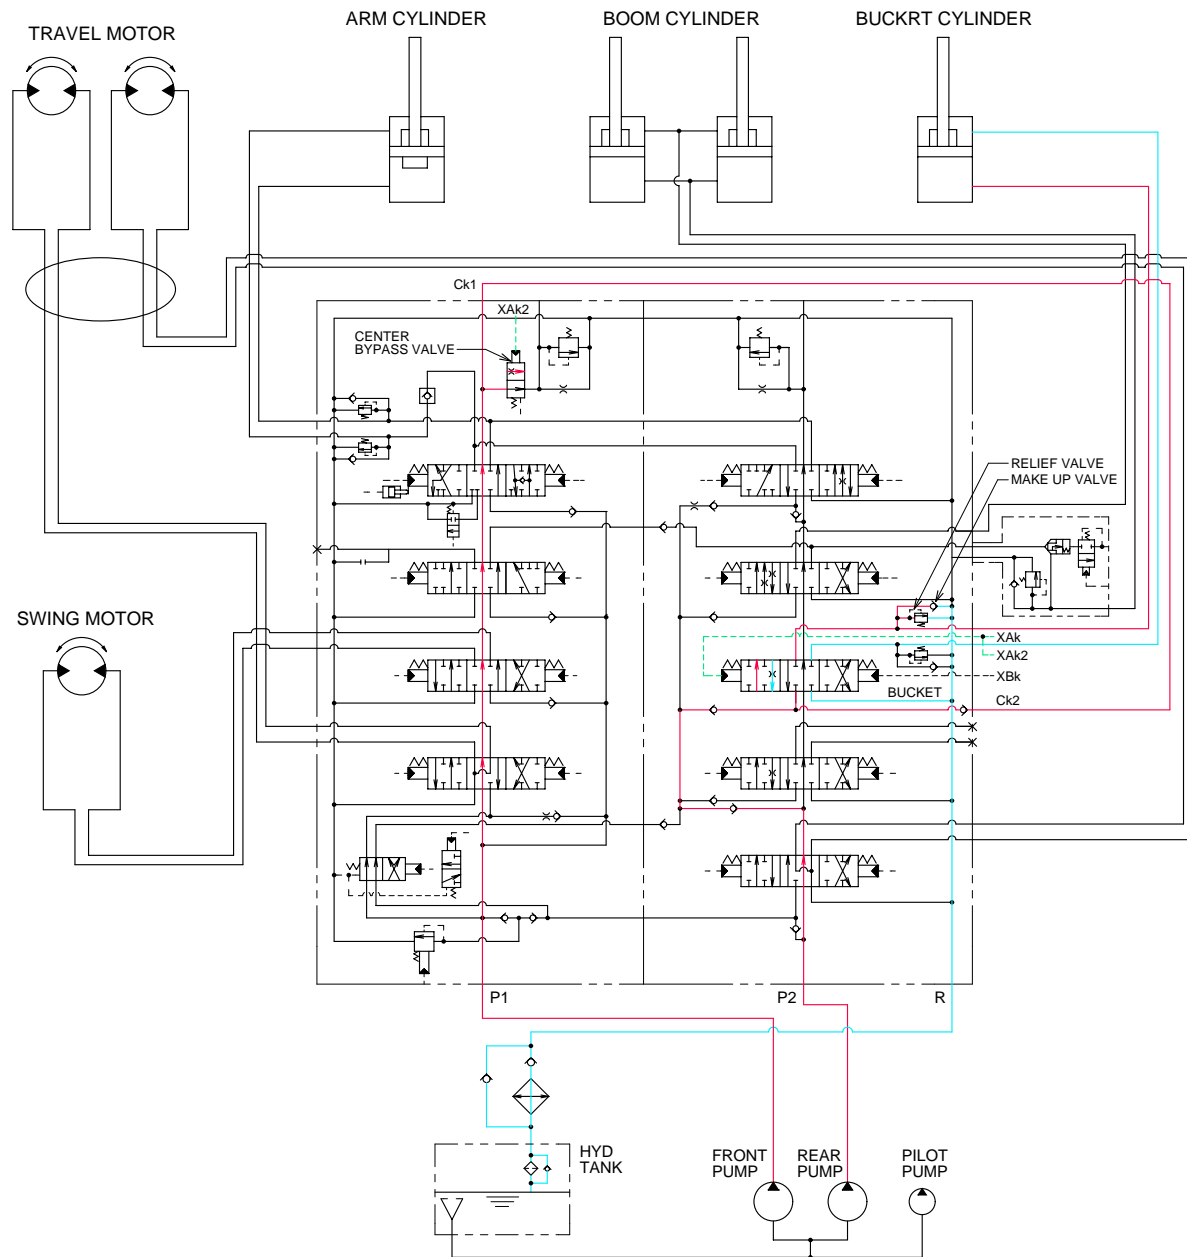 ARM CYLINDER
BOOM CYLINDER
BUCKRT CYLINDER
TRAVEL MOTOR
Ck1
XAk2
CENTER
BYPASS VALVE
RELIEF VALVE
MAKE UP VALVE
SWING MOTOR
XAk
XAk2
XBk
BUCKET
Ck2
P1
P2
R
HYD
TANK
FRONT
PUMP
REAR
PUMP
PILOT
PUMP